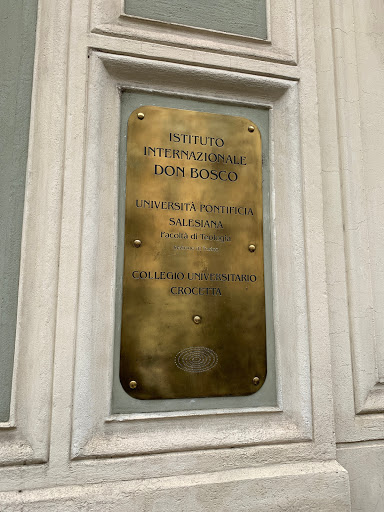 ISTITUTO
INTERNAZIONALE
DON BOSCO
UNIVERSITÀ PONTIFICIA
SALESIANA
Facoltà di Teologia
COLLEGIO UNIVERSITARIO
CROCETTA